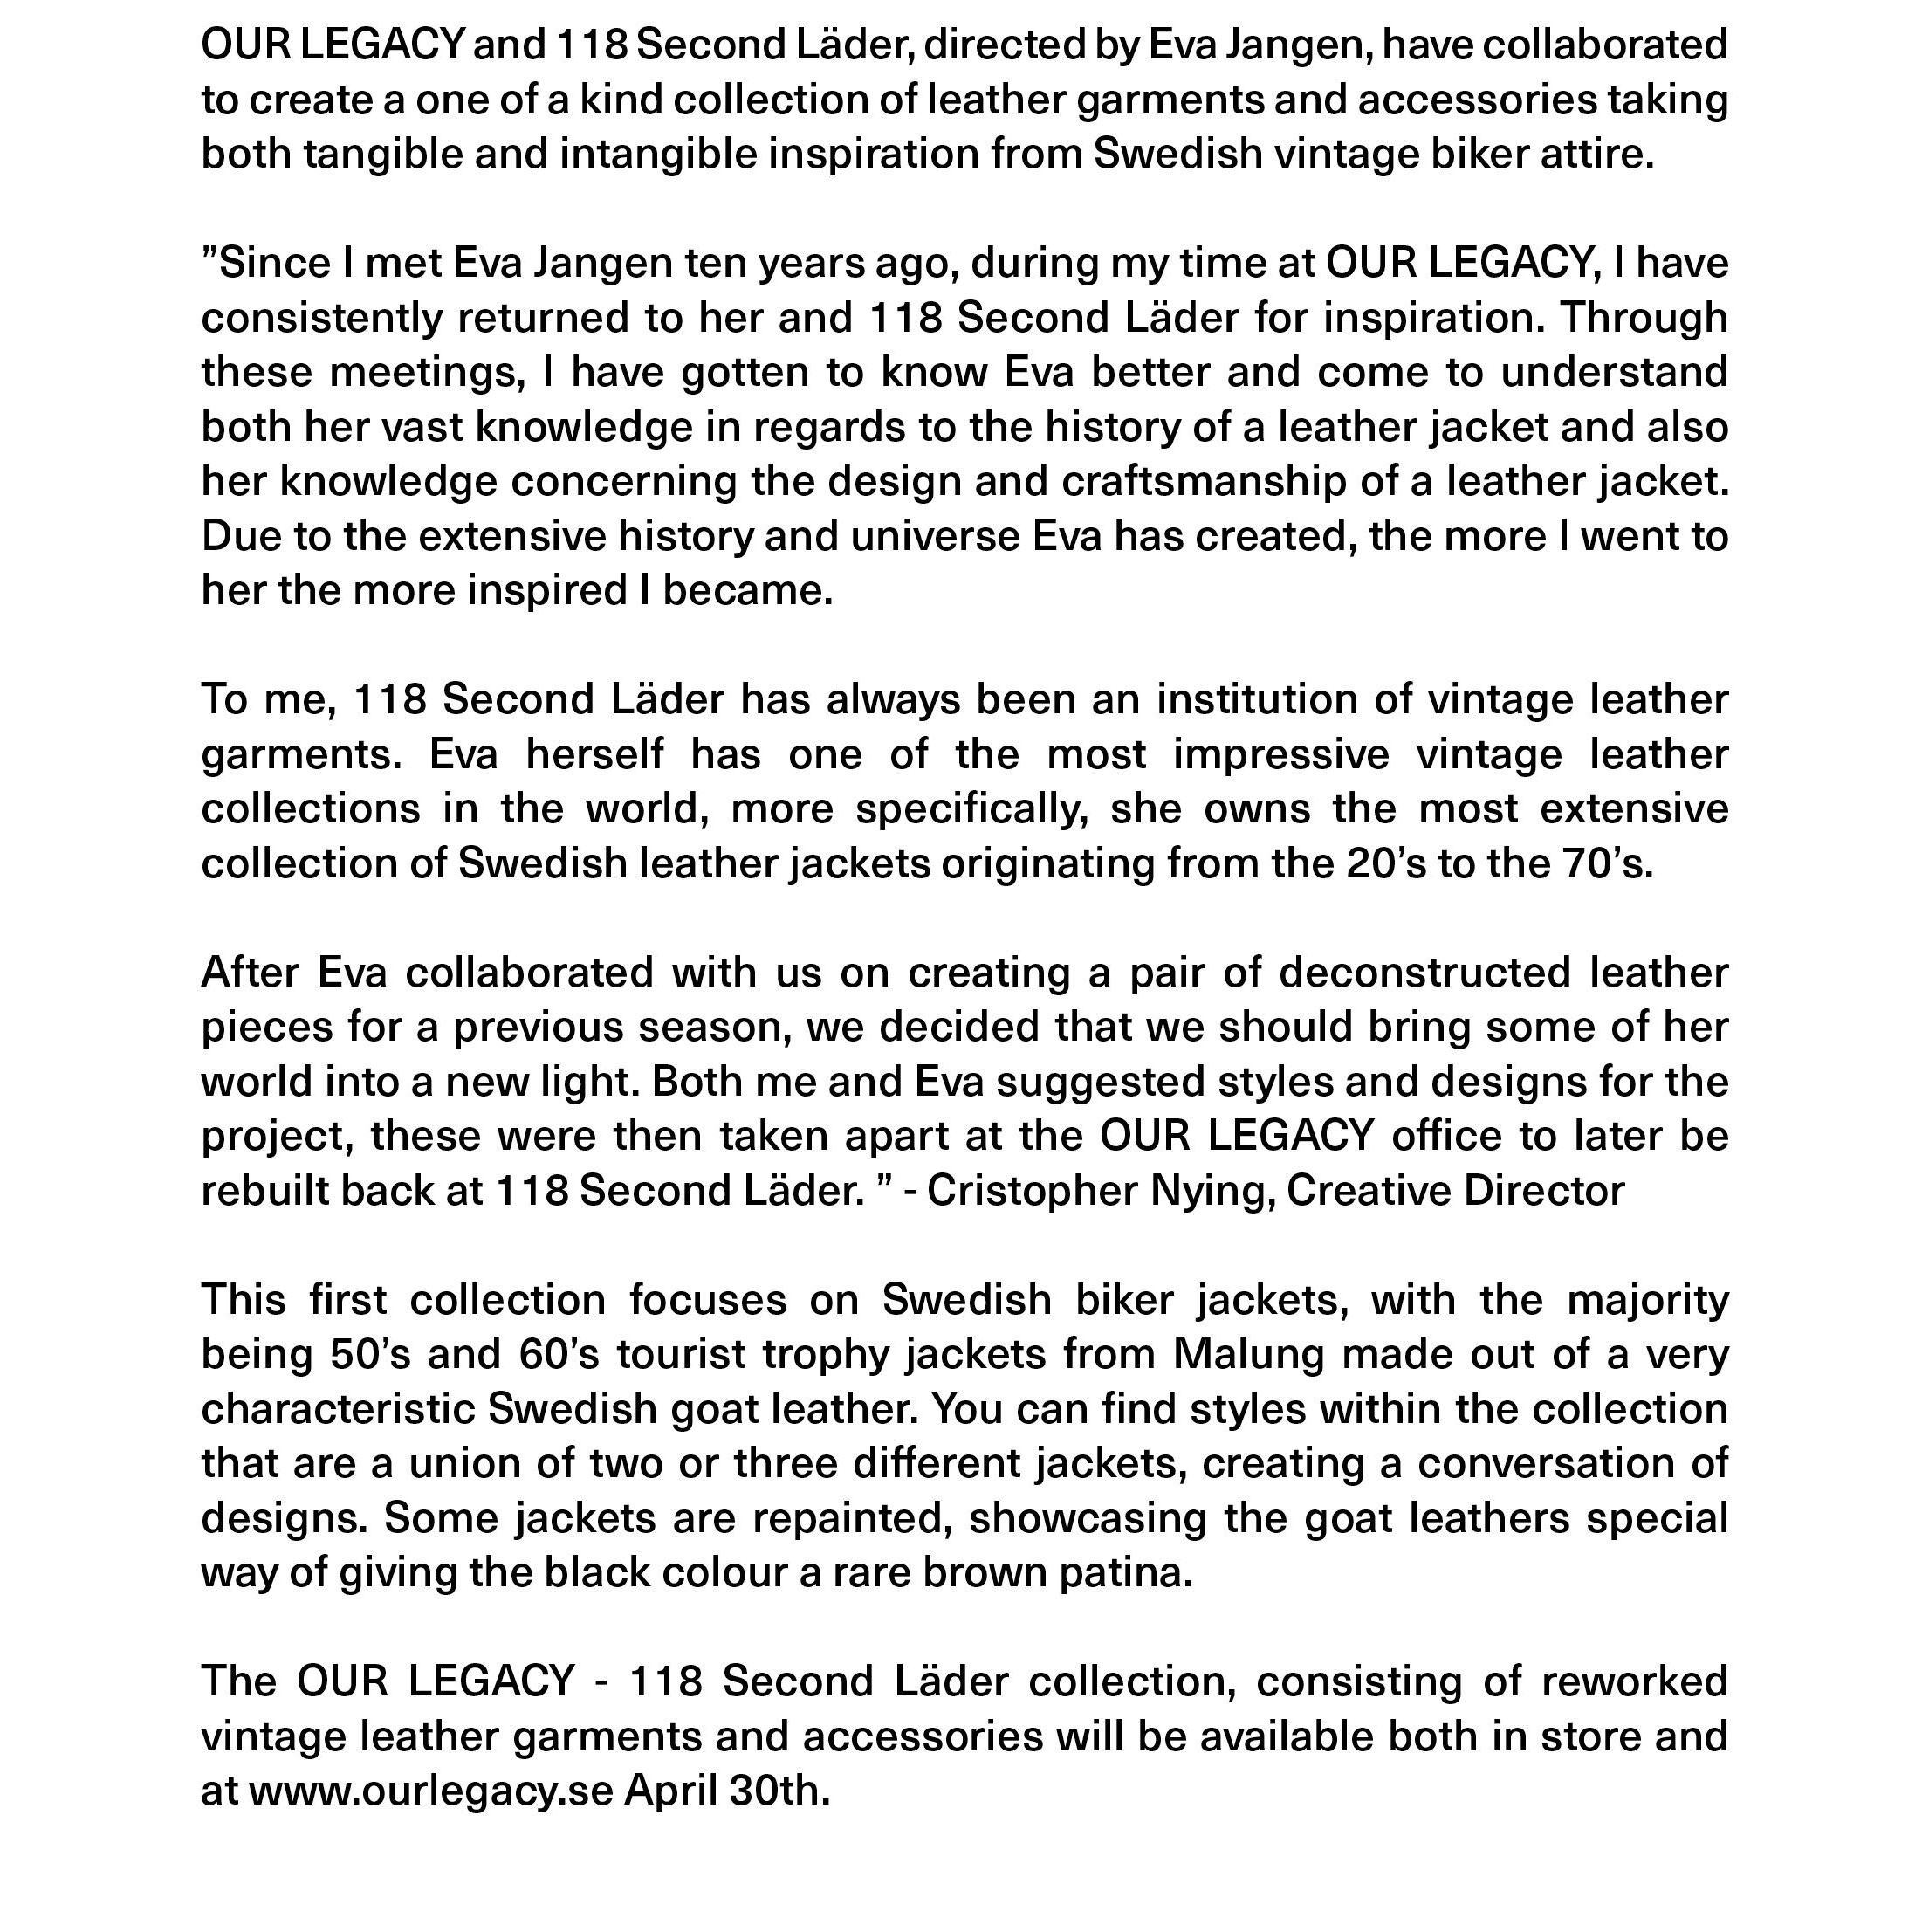 OUR LEGACY and 118 Second Läder, directed by Eva Jangen, have collaborated
to create a one of a kind collection of leather garments and accessories taking
both tangible and intangible inspiration from Swedish vintage biker attire.
”Since I met Eva Jangen ten years ago, during my time at OUR LEGACY, I have
consistently returned to her and 118 Second Läder for inspiration. Through
these meetings, I have gotten to know Eva better and come to understand
both her vast knowledge in regards to the history of a leather jacket and also
her knowledge concerning the design and craftsmanship of a leather jacket.
Due to the extensive history and universe Eva has created, the more I went to
her the more inspired I became.
To me, 118 Second Läder has always been an institution of vintage leather
garments. Eva herself has one of the most impressive vintage leather
collections in the world, more specifically, she owns the most extensive
collection of Swedish leather jackets originating from the 20’s to the 70’s.
After Eva collaborated with us on creating a pair of deconstructed leather
pieces for a previous season, we decided that we should bring some of her
world into a new light. Both me and Eva suggested styles and designs for the
project, these were then taken apart at the OUR LEGACY office to later be
rebuilt back at 118 Second Läder. ” - Cristopher Nying, Creative Director
This first collection focuses on Swedish biker jackets, with the majority
being 50’s and 60’s tourist trophy jackets from Malung made out of a very
characteristic Swedish goat leather. You can find styles within the collection
that are a union of two or three different jackets, creating a conversation of
designs. Some jackets are repainted, showcasing the goat leathers special
way of giving the black colour a rare brown patina.
The OUR LEGACY - 118 Second Läder collection, consisting of reworked
vintage leather garments and accessories will be available both in store and
at www.ourlegacy.se April 30th.